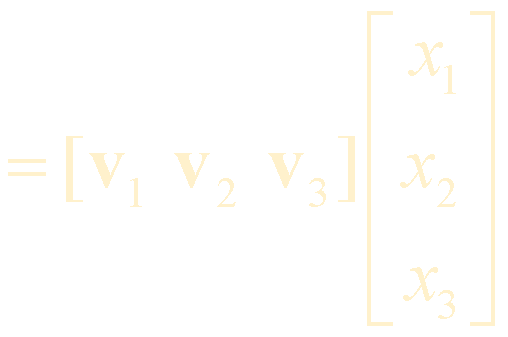 = [v₁ v₂ v₃] [x₁
x₂
x₃]